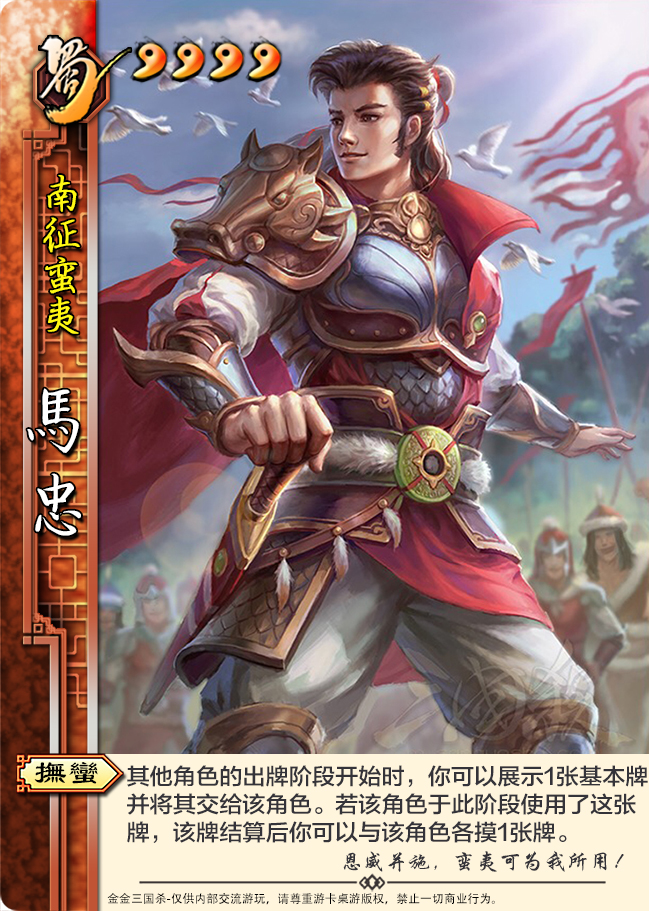 蜀
南征蛮夷
馬忠
撫蠻
其他角色的出牌阶段开始时，你可以展示1张基本牌
并将其交给该角色。若该角色于此阶段使用了这张
牌，该牌结算后你可以与该角色各摸1张牌。
恩威并施，蛮夷可为我所用！
金金三国杀-仅供内部交流游玩，请尊重游卡桌游版权，禁止一切商业行为。